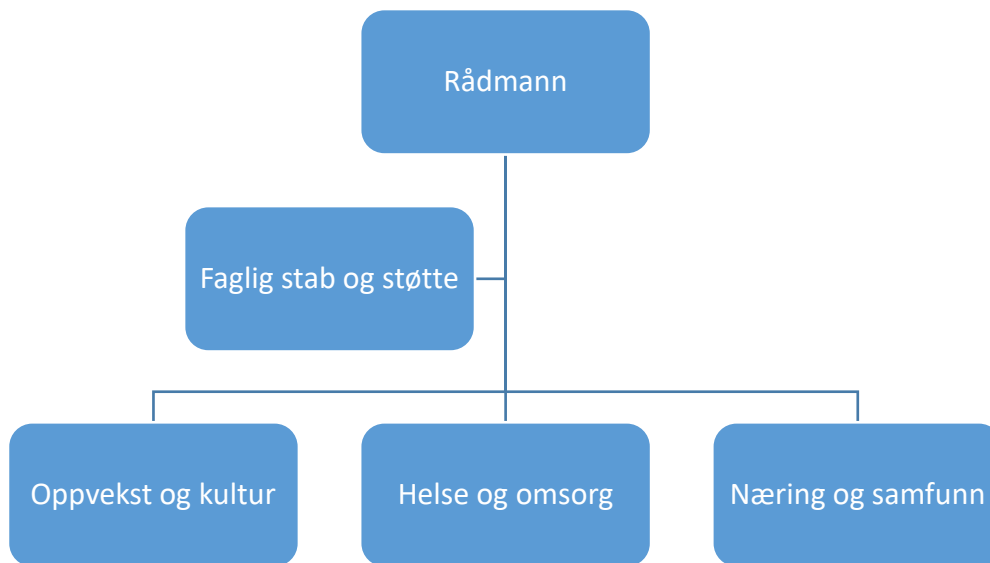 Rådmann
Faglig stab og støtte
Oppvekst og kultur
Helse og omsorg
Næring og samfunn